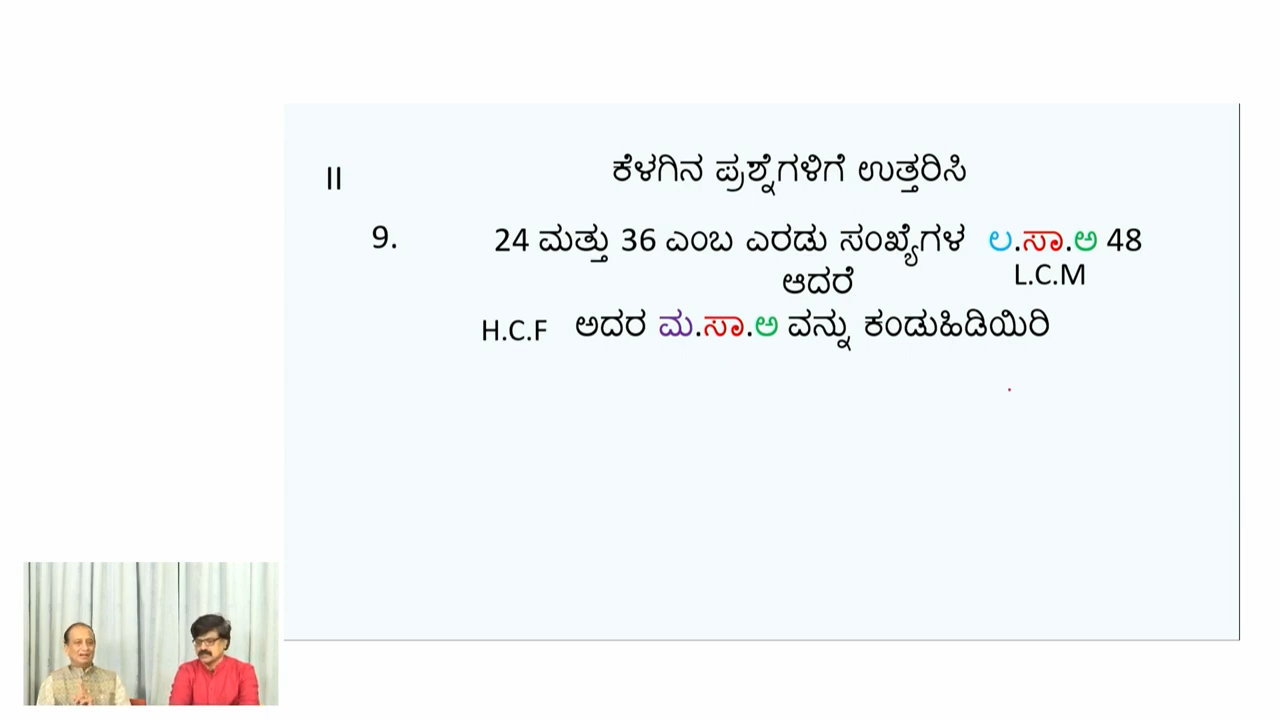 II ಕೆಳಗಿನ ಪ್ರಶ್ನೆಗಳಿಗೆ ಉತ್ತರಿಸಿ
9. 24 ಮತ್ತು 36 ಎಂಬ ಎರಡು ಸಂಖ್ಯೆಗಳ ಲ.ಸಾ.ಅ 48
ಆದರೆ L.C.M
H.C.F ಅದರ ಮ.ಸಾ.ಅ ವನ್ನು ಕಂಡುಹಿಡಿಯಿರಿ